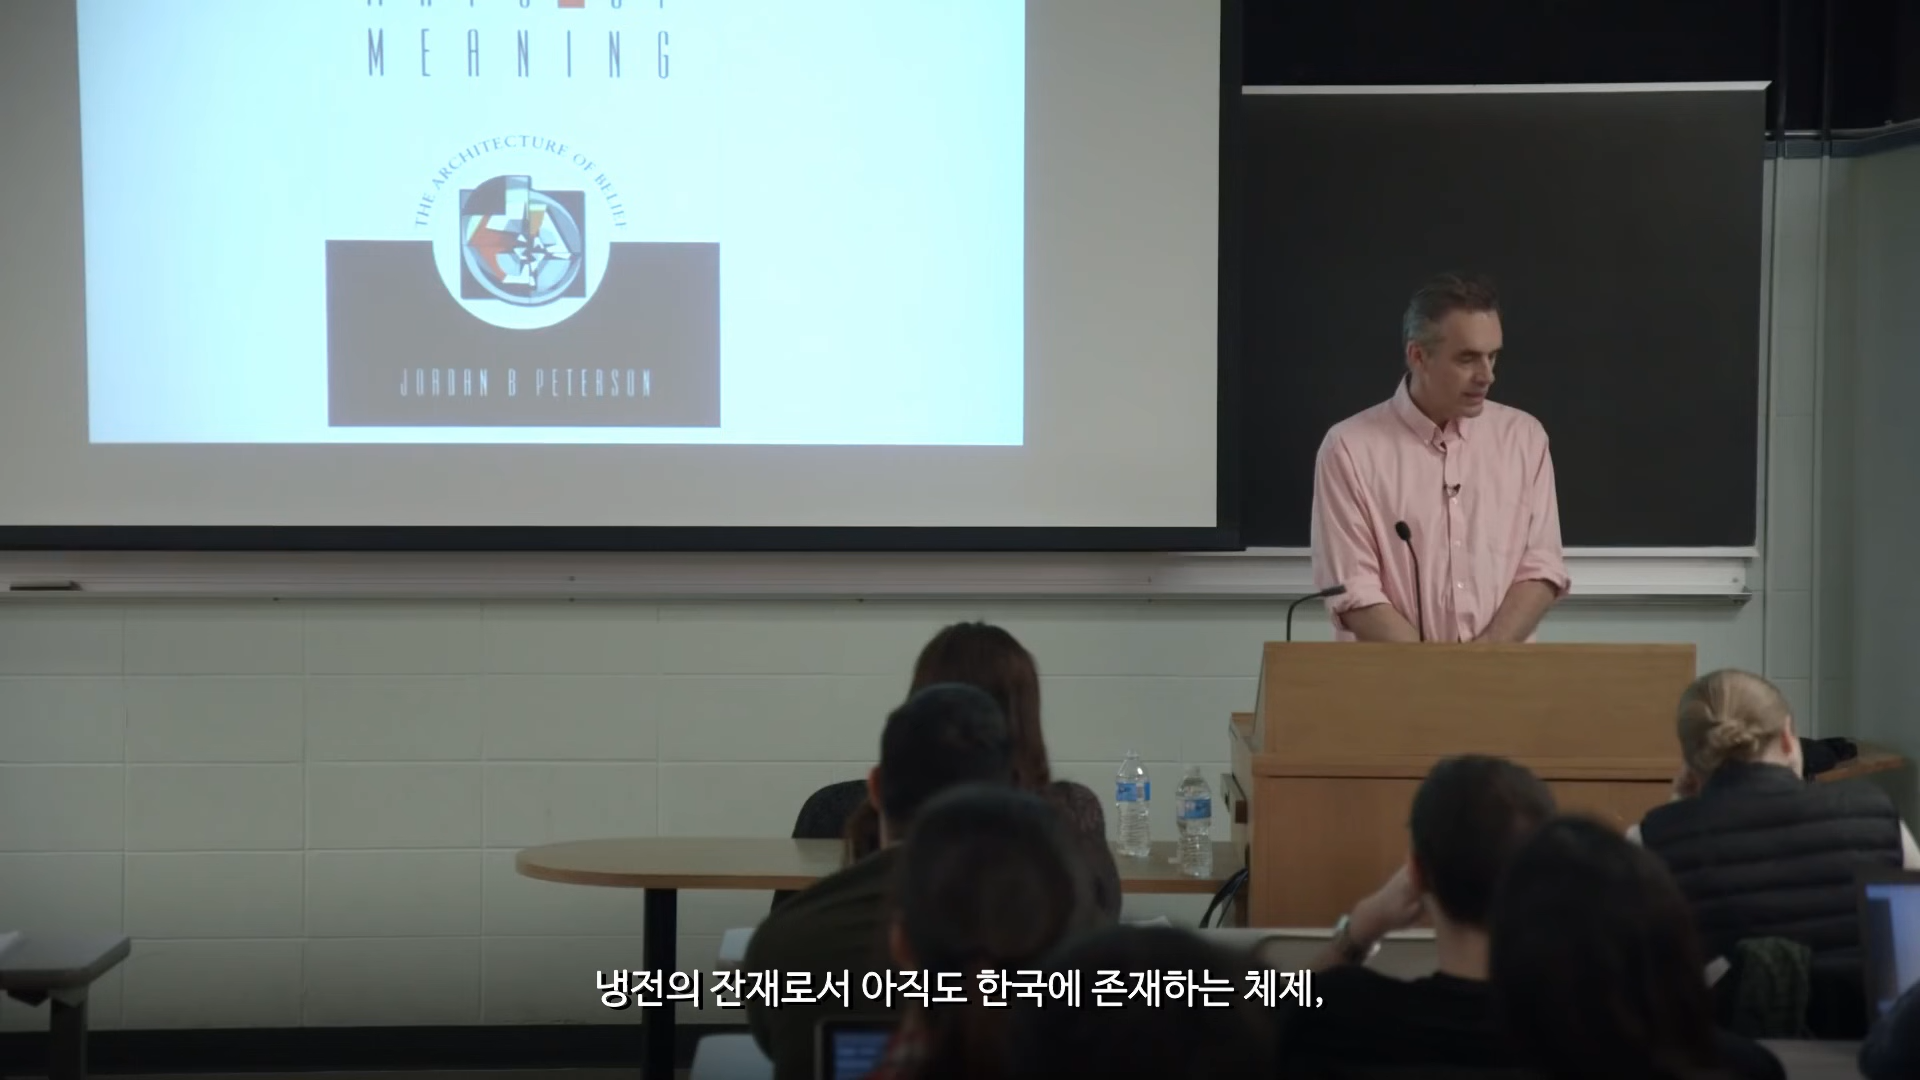 MEANING
THE ARCHITECTURE OF BELIEF
JORDAN B PETERSON
냉전의 잔재로서 아직도 한국에 존재하는 체제,